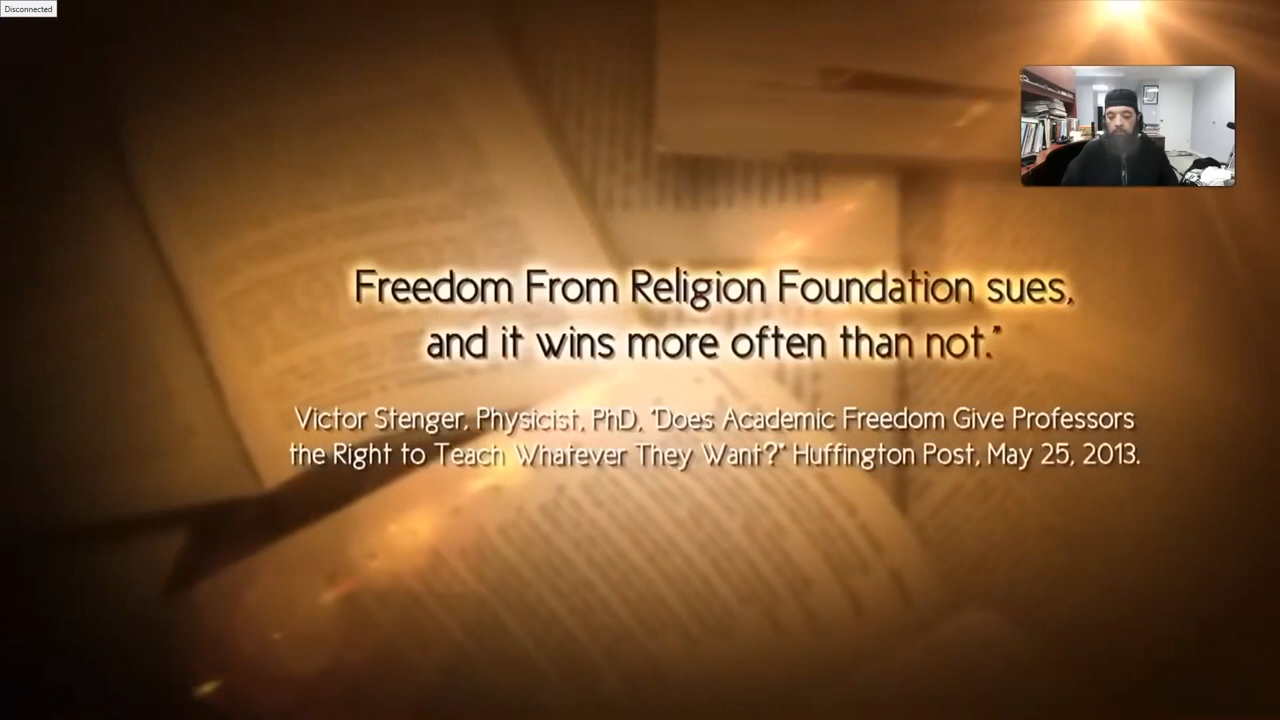 Disconnected
Freedom From Religion Foundation sues,
and it wins more often than not."
Victor Stenger, Physicist, PhD, "Does Academic Freedom Give Professors
the Right to Teach Whatever They Want?" Huffington Post, May 25, 2013.